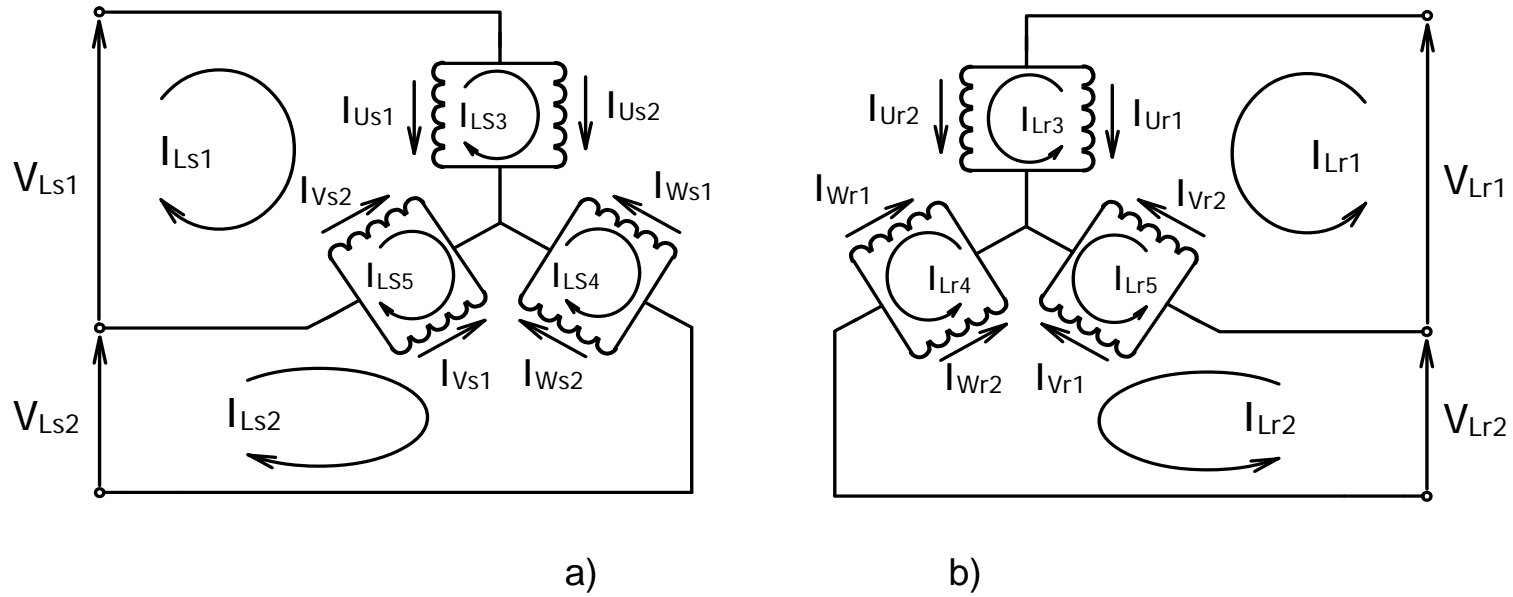 I_Us1 I_LS3 I_Us2
V_Ls1 I_Ls1
I_Vs2 I_Ws1
I_LS5 I_LS4
V_Ls2 I_Ls2 I_Vs1 I_Ws2
a)
I_Ur2 I_Lr3 I_Ur1
I_Lr1 V_Lr1
I_Wr1 I_Vr2
I_Lr4 I_Lr5
I_Wr2 I_Vr1 I_Lr2 V_Lr2
b)